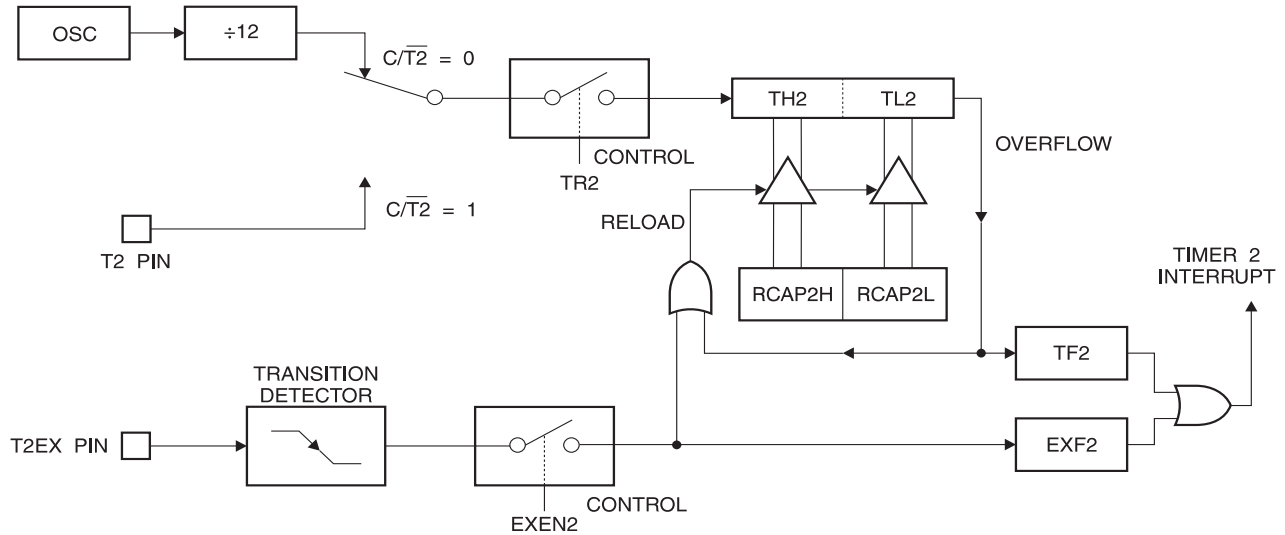 OSC
÷12
C/T2̅ = 0
TH2
TL2
OVERFLOW
CONTROL
TR2
C/T2̅ = 1
RELOAD
T2 PIN
TIMER 2
INTERRUPT
RCAP2H
RCAP2L
TF2
TRANSITION
DETECTOR
T2EX PIN
EXF2
CONTROL
EXEN2